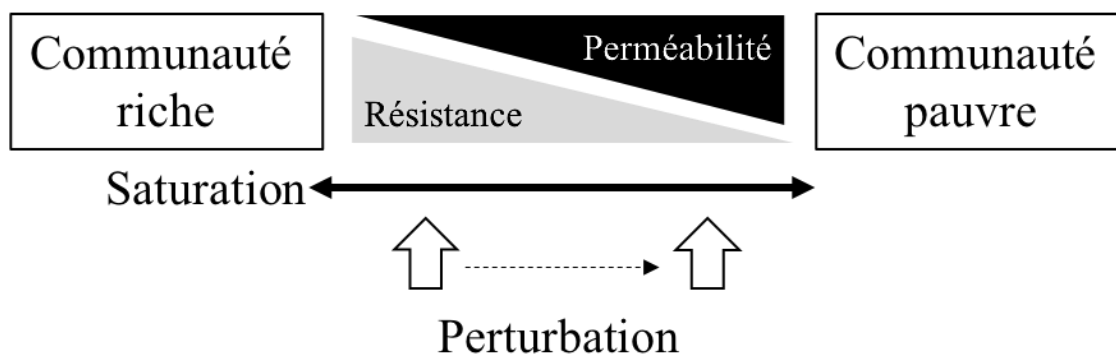 Communauté
riche
Résistance
Perméabilité
Communauté
pauvre
Saturation
Perturbation